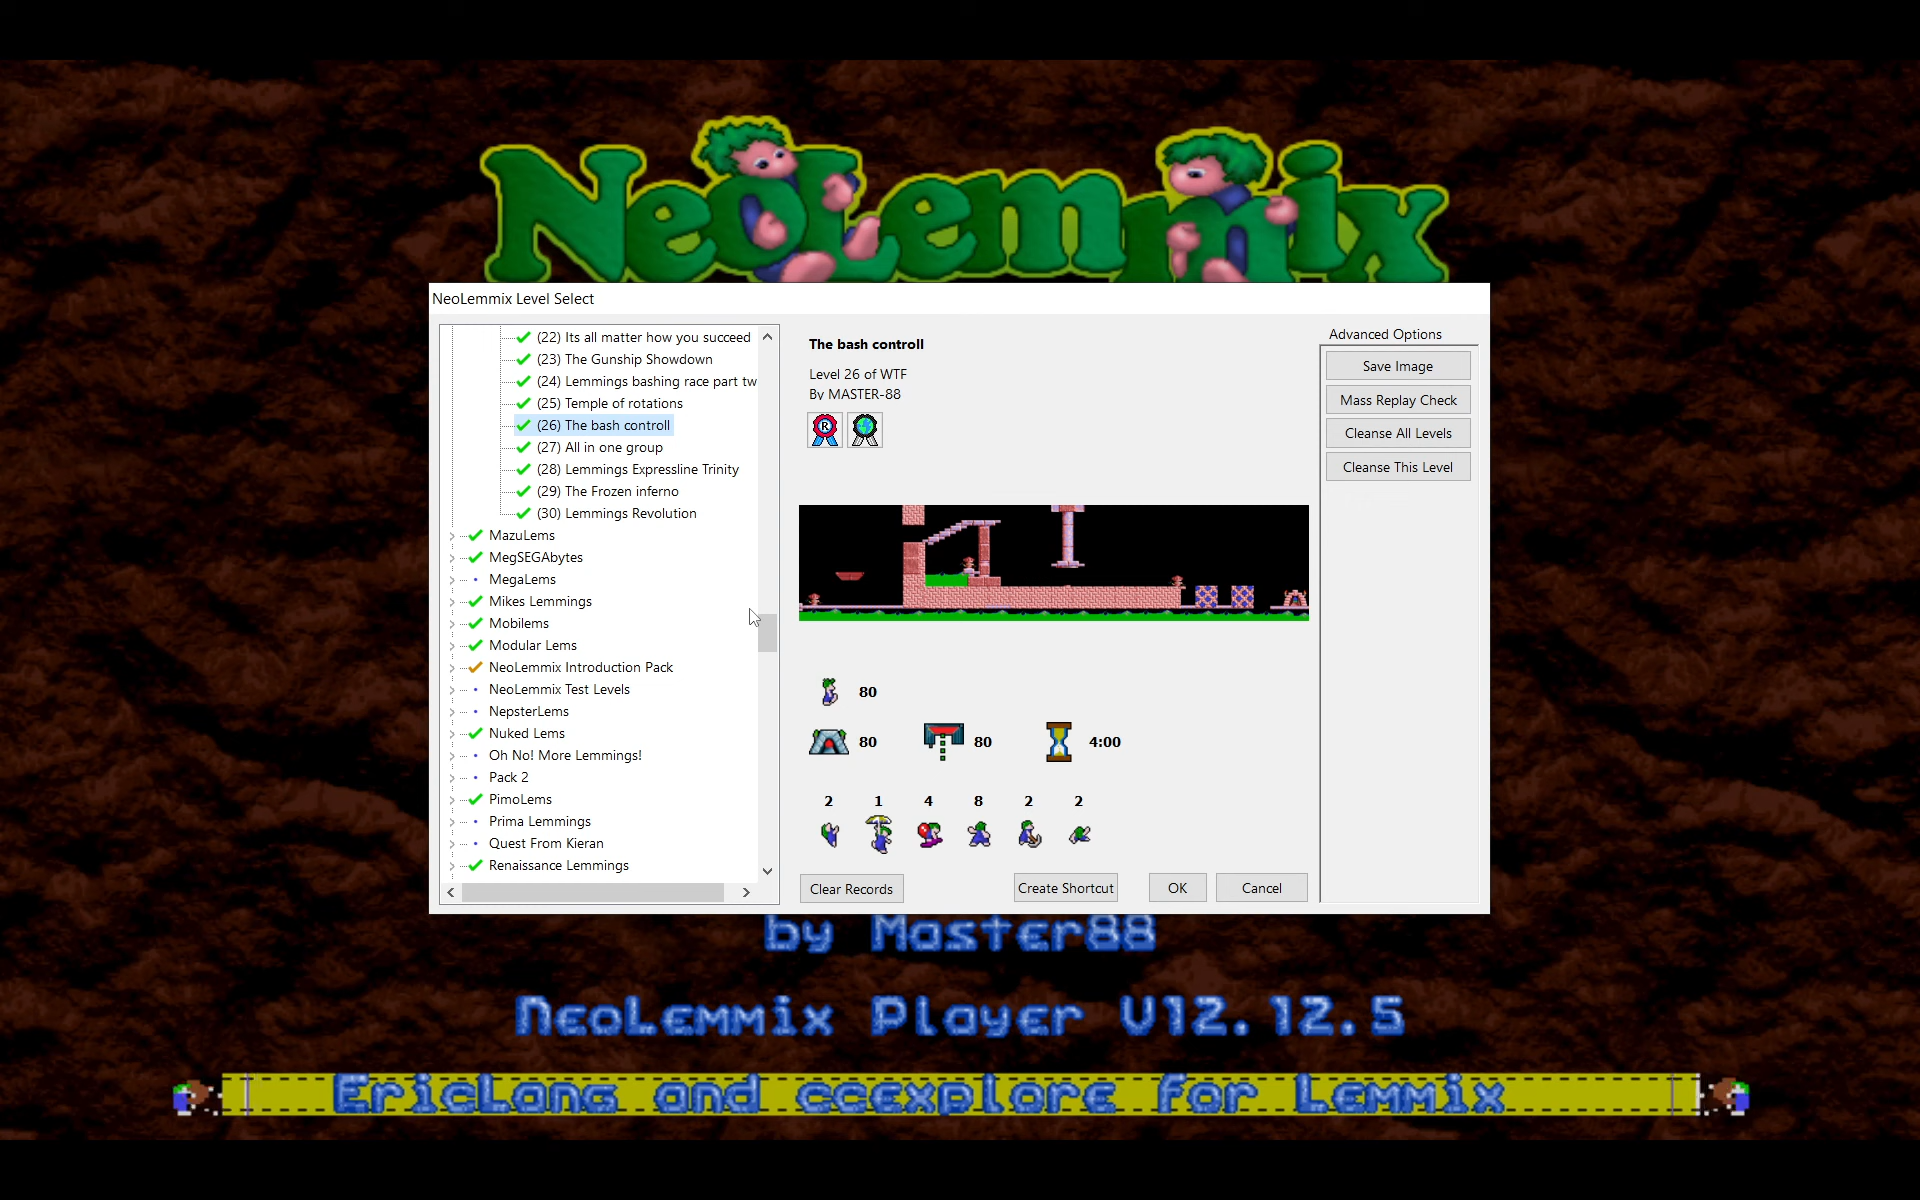 NeoLemmix
NeoLemmix Level Select
(22) Its all matter how you succeed
(23) The Gunship Showdown
(24) Lemmings bashing race part tw
(25) Temple of rotations
(26) The bash controll
(27) All in one group
(28) Lemmings Expressline Trinity
(29) The Frozen inferno
(30) Lemmings Revolution
MazuLems
MegSEGAbytes
MegaLems
Mikes Lemmings
Mobilems
Modular Lems
NeoLemmix Introduction Pack
NeoLemmix Test Levels
NepsterLems
Nuked Lems
Oh No! More Lemmings!
Pack 2
PimoLems
Prima Lemmings
Quest From Kieran
Renaissance Lemmings
The bash controll
Level 26 of WTF
By MASTER-88
R
80
80 80 4:00
2 1 4 8 2 2
Clear Records Create Shortcut OK Cancel
Advanced Options
Save Image
Mass Replay Check
Cleanse All Levels
Cleanse This Level
by Master88
NeoLemmix Player V12.12.5
EricLang and ccexplore for Lemmix